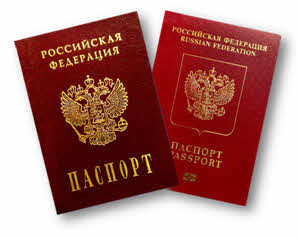 РОССИЙСКАЯ
ФЕДЕРАЦИЯ
ПАСПОРТ
РОССИЙСКАЯ ФЕДЕРАЦИЯ
RUSSIAN FEDERATION
ПАСПОРТ
PASSPORT